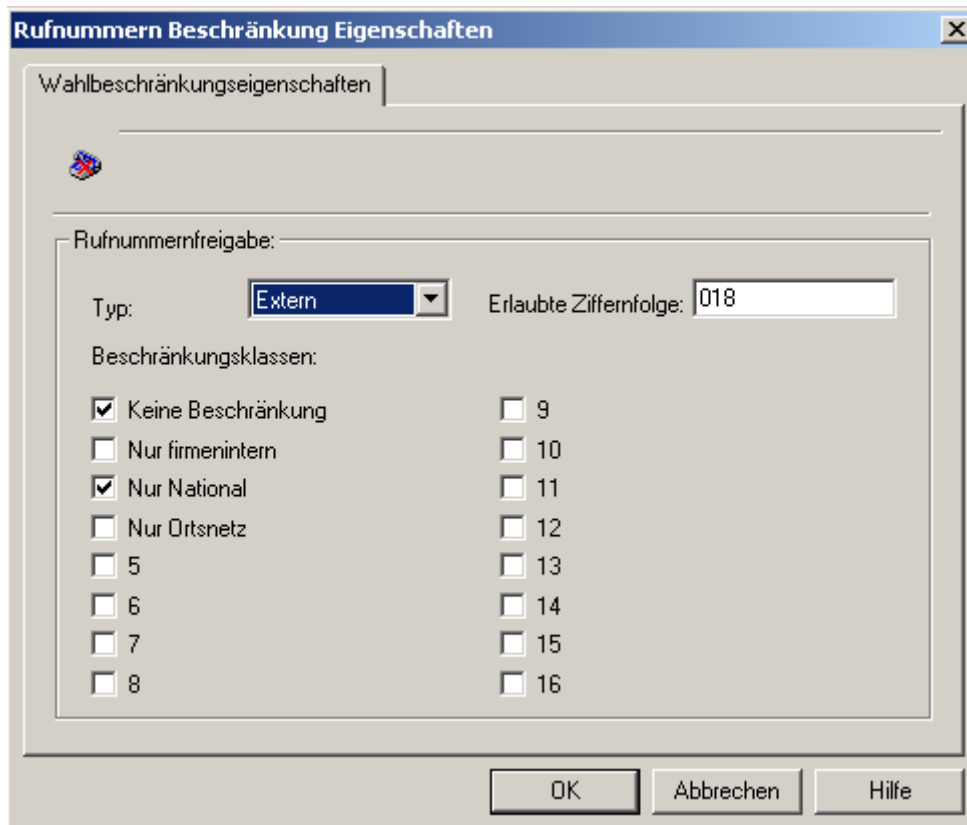 Rufnummern Beschränkung Eigenschaften
Wahlbeschränkungseigenschaften
Rufnummernfreigabe:
Typ: Extern Erlaubte Ziffernfolge: 018
Beschränkungsklassen:
Keine Beschränkung 9
Nur firmenintern 10
Nur National 11
Nur Ortsnetz 12
5 13
6 14
7 15
8 16
OK Abbrechen Hilfe